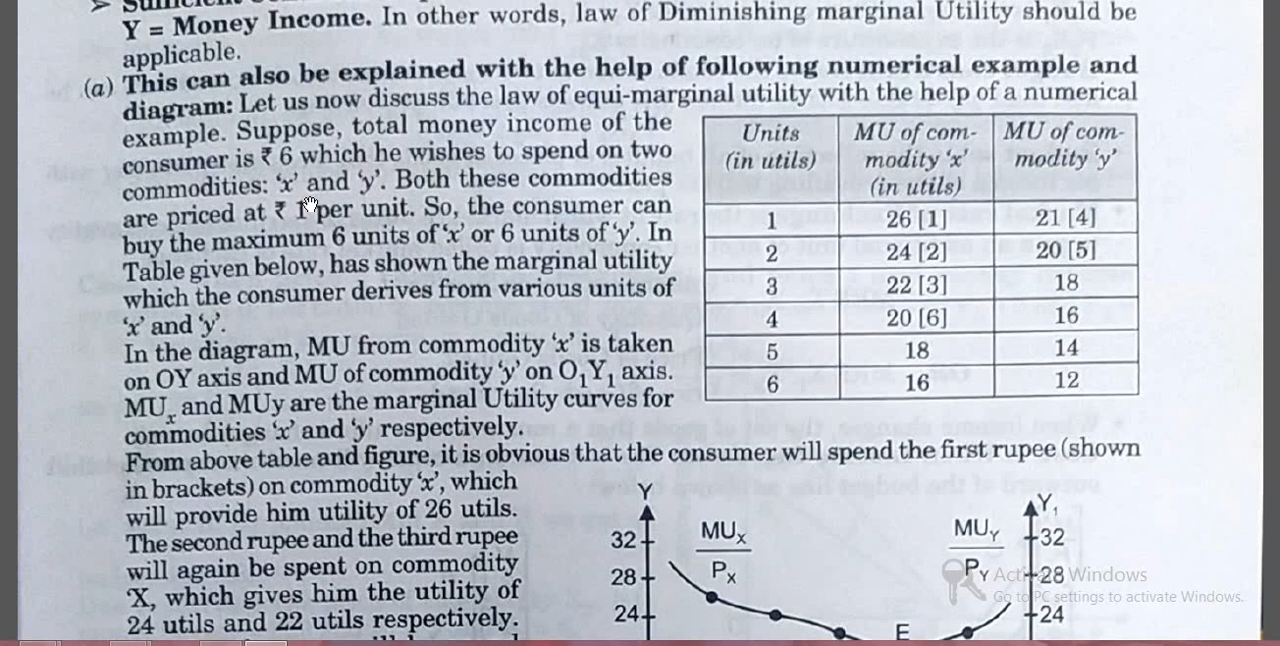 Y = Money Income. In other words, law of Diminishing marginal Utility should be
applicable.
(a) This can also be explained with the help of following numerical example and
diagram: Let us now discuss the law of equi-marginal utility with the help of a numerical
example. Suppose, total money income of the
consumer is ₹ 6 which he wishes to spend on two
commodities: 'x' and 'y'. Both these commodities
are priced at ₹ 1 per unit. So, the consumer can
buy the maximum 6 units of 'x' or 6 units of 'y'. In
Table given below, has shown the marginal utility
which the consumer derives from various units of
'x' and 'y'.
In the diagram, MU from commodity 'x' is taken
on OY axis and MU of commodity 'y' on O₁Y₁ axis.
MUₓ and MUy are the marginal Utility curves for
commodities 'x' and 'y' respectively.
Units MU of com- MU of com-
(in utils) modity 'x' modity 'y'
(in utils)
1 26 [1] 21 [4]
2 24 [2] 20 [5]
3 22 [3] 18
4 20 [6] 16
5 18 14
6 16 12
From above table and figure, it is obvious that the consumer will spend the first rupee (shown
in brackets) on commodity 'x', which
will provide him utility of 26 utils.
The second rupee and the third rupee
will again be spent on commodity
'X, which gives him the utility of
24 utils and 22 utils respectively.
Y
32
28
24
MUX
PX
E
MUY
PY
Y₁
32
28
24
Activate Windows
Go to PC settings to activate Windows.